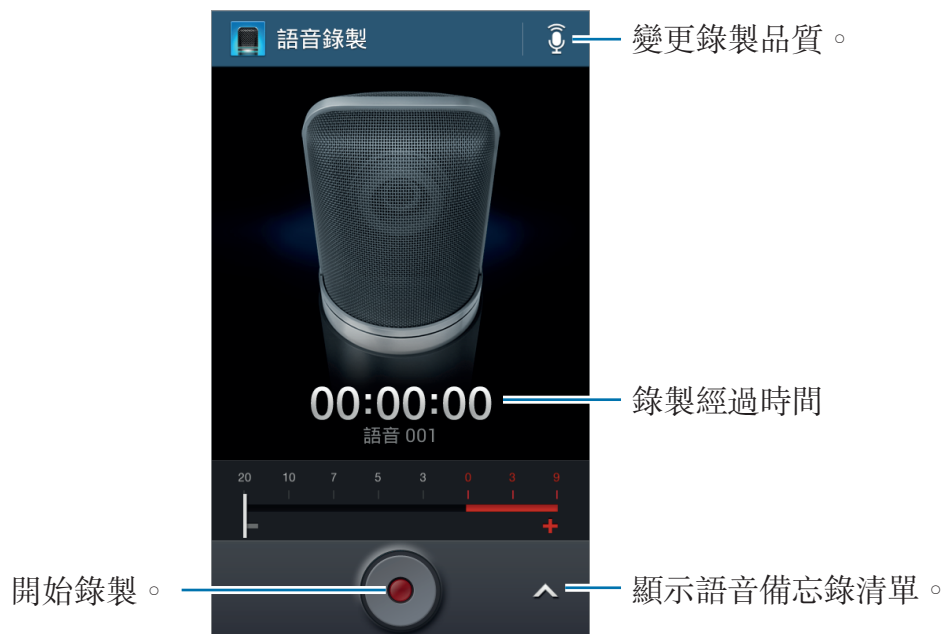 語音錄製
變更錄製品質。
00:00:00
錄製經過時間
語音 001
20 10 7 5 3 0 3 9
- +
開始錄製。
顯示語音備忘錄清單。